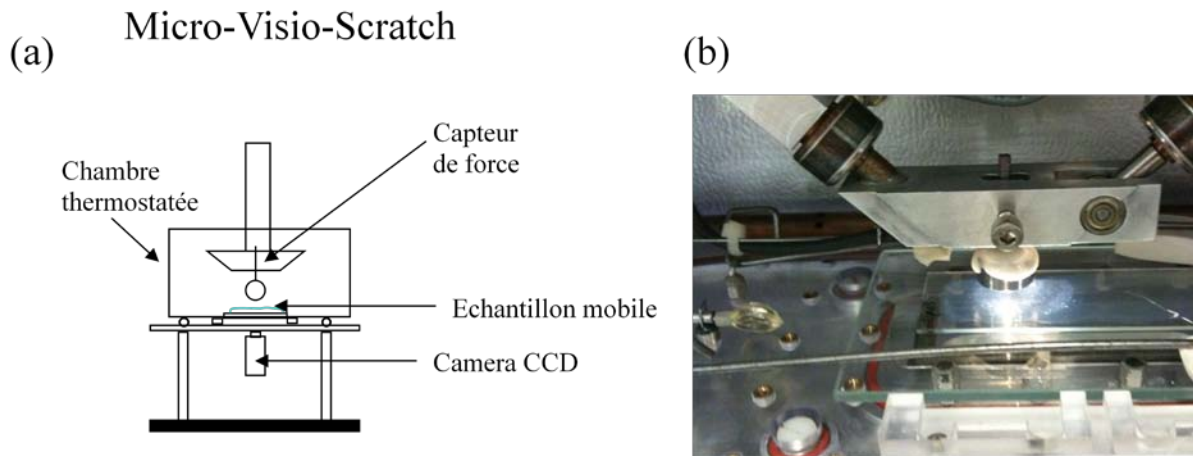 Micro-Visio-Scratch
(a)
(b)
Capteur
de force
Chambre
thermostatée
Echantillon mobile
Camera CCD